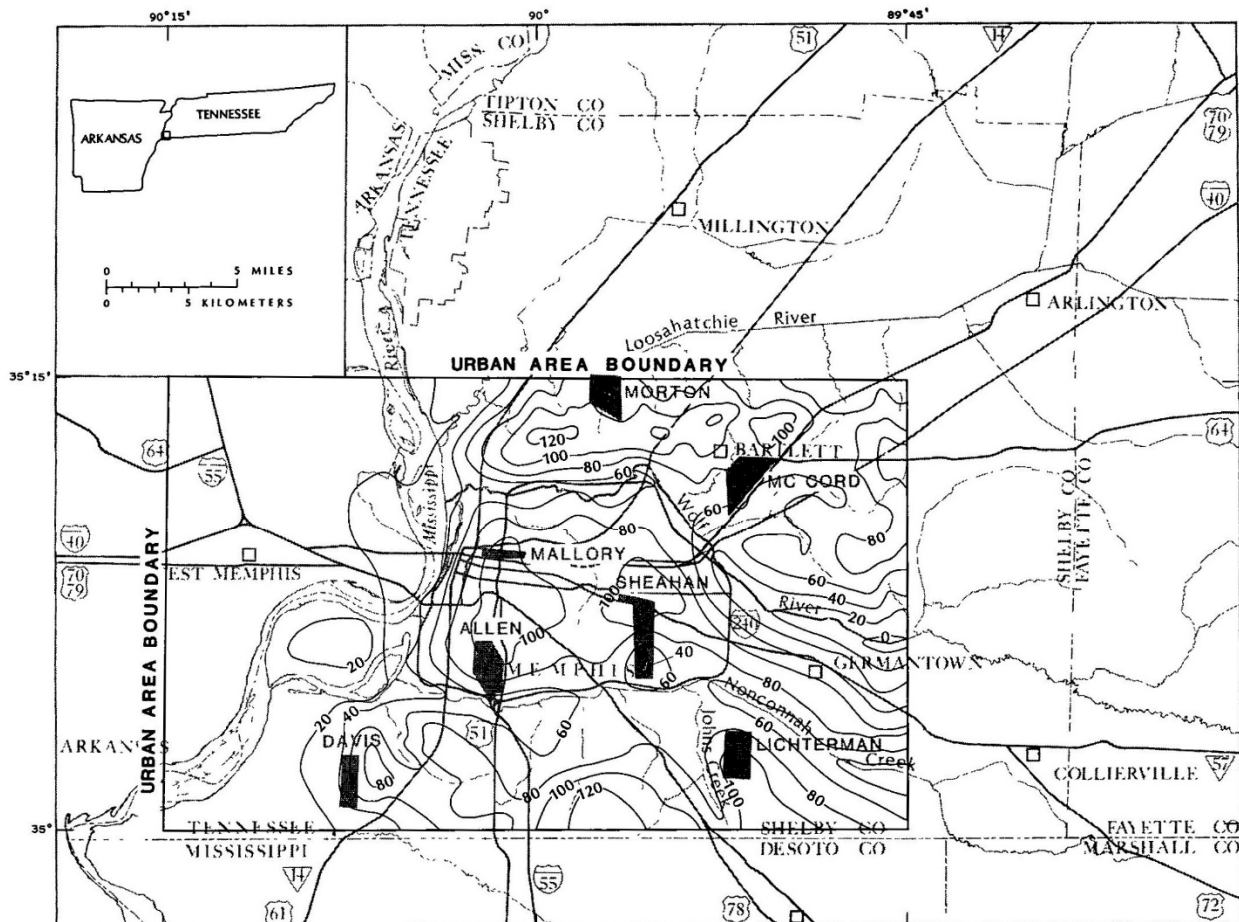 90°15'
90°
89°45'
51
14
MISS. CO
TIPTON CO
SHELBY CO
TENNESSEE
ARKANSAS
ARKANSAS
TENNESSEE
70
79
40
MILLINGTON
0 5 MILES
0 5 KILOMETERS
River
Loosahatchie River
ARLINGTON
35°15'
URBAN AREA BOUNDARY
MORTON
64
55
120
100
80
60
100
BARTLETT
MC CORD
64
SHELBY CO
FAYETTE CO
Mississippi
Wolf
60
80
80
40
70
79
WEST MEMPHIS
MALLORY
SHEAHAN
60
40
20
0
River
100
240
URBAN AREA BOUNDARY
ALLEN
100
MEMPHIS
40
60
GERMANTOWN
20
80
Nonconnah
Creek
60
20
40
DAVIS
51
60
Johns
Creek
LICHTERMAN
80
100
120
100
80
ARKANSAS
COLLIERVILLE
57
35°
TENNESSEE
MISSISSIPPI
SHELBY CO
DESOTO CO
FAYETTE CO
MARSHALL CO
14
61
55
78
72